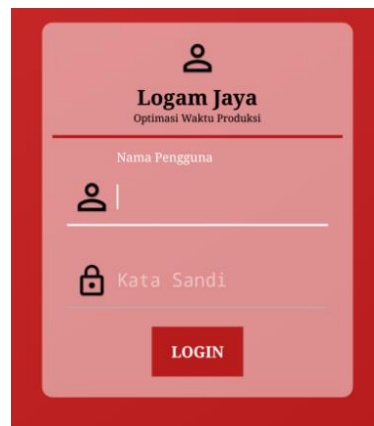 Logam Jaya
Optimasi Waktu Produksi
Nama Pengguna
Kata Sandi
LOGIN